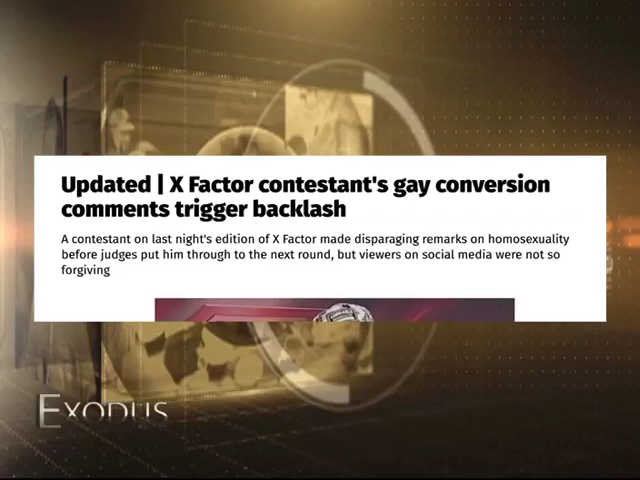 Updated | X Factor contestant's gay conversion
comments trigger backlash
A contestant on last night's edition of X Factor made disparaging remarks on homosexuality
before judges put him through to the next round, but viewers on social media were not so
forgiving
EXODUS